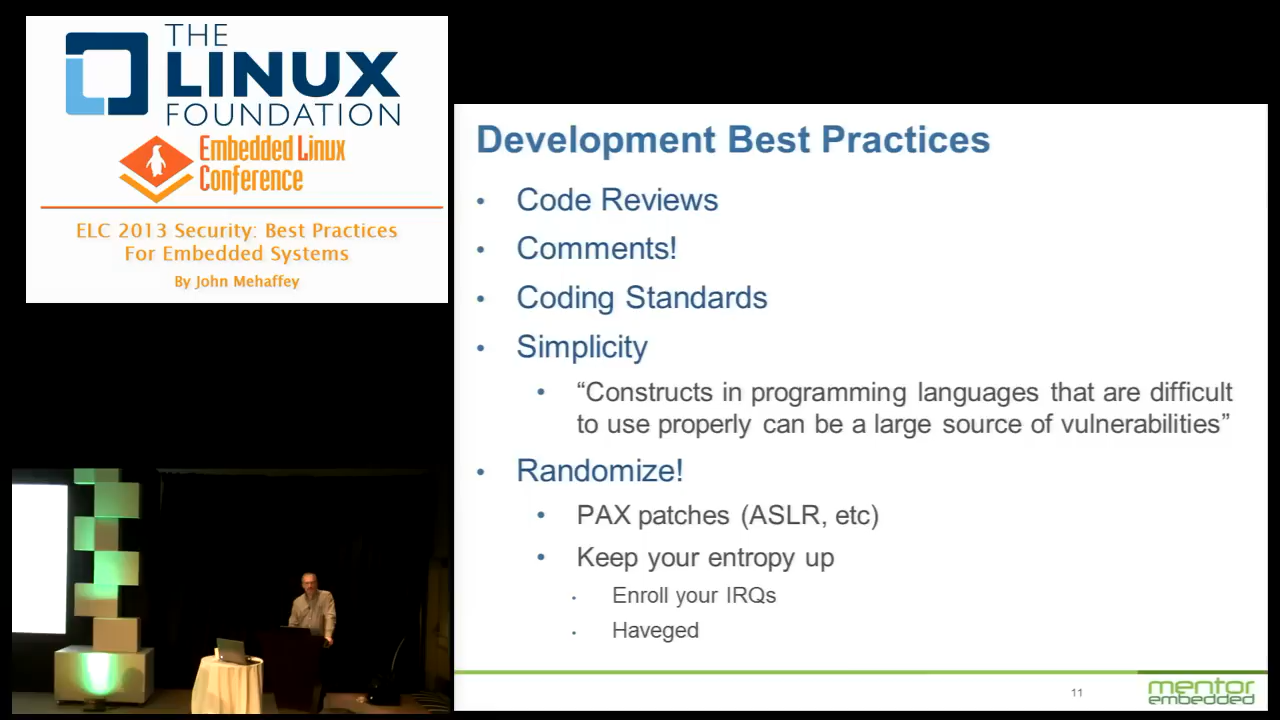 THE
LINUX
FOUNDATION
Embedded Linux
Conference
ELC 2013 Security: Best Practices
For Embedded Systems
By John Mehaffey
Development Best Practices
• Code Reviews
• Comments!
• Coding Standards
• Simplicity
• “Constructs in programming languages that are difficult
to use properly can be a large source of vulnerabilities”
• Randomize!
• PAX patches (ASLR, etc)
• Keep your entropy up
• Enroll your IRQs
• Haveged
11
mentor
embedded